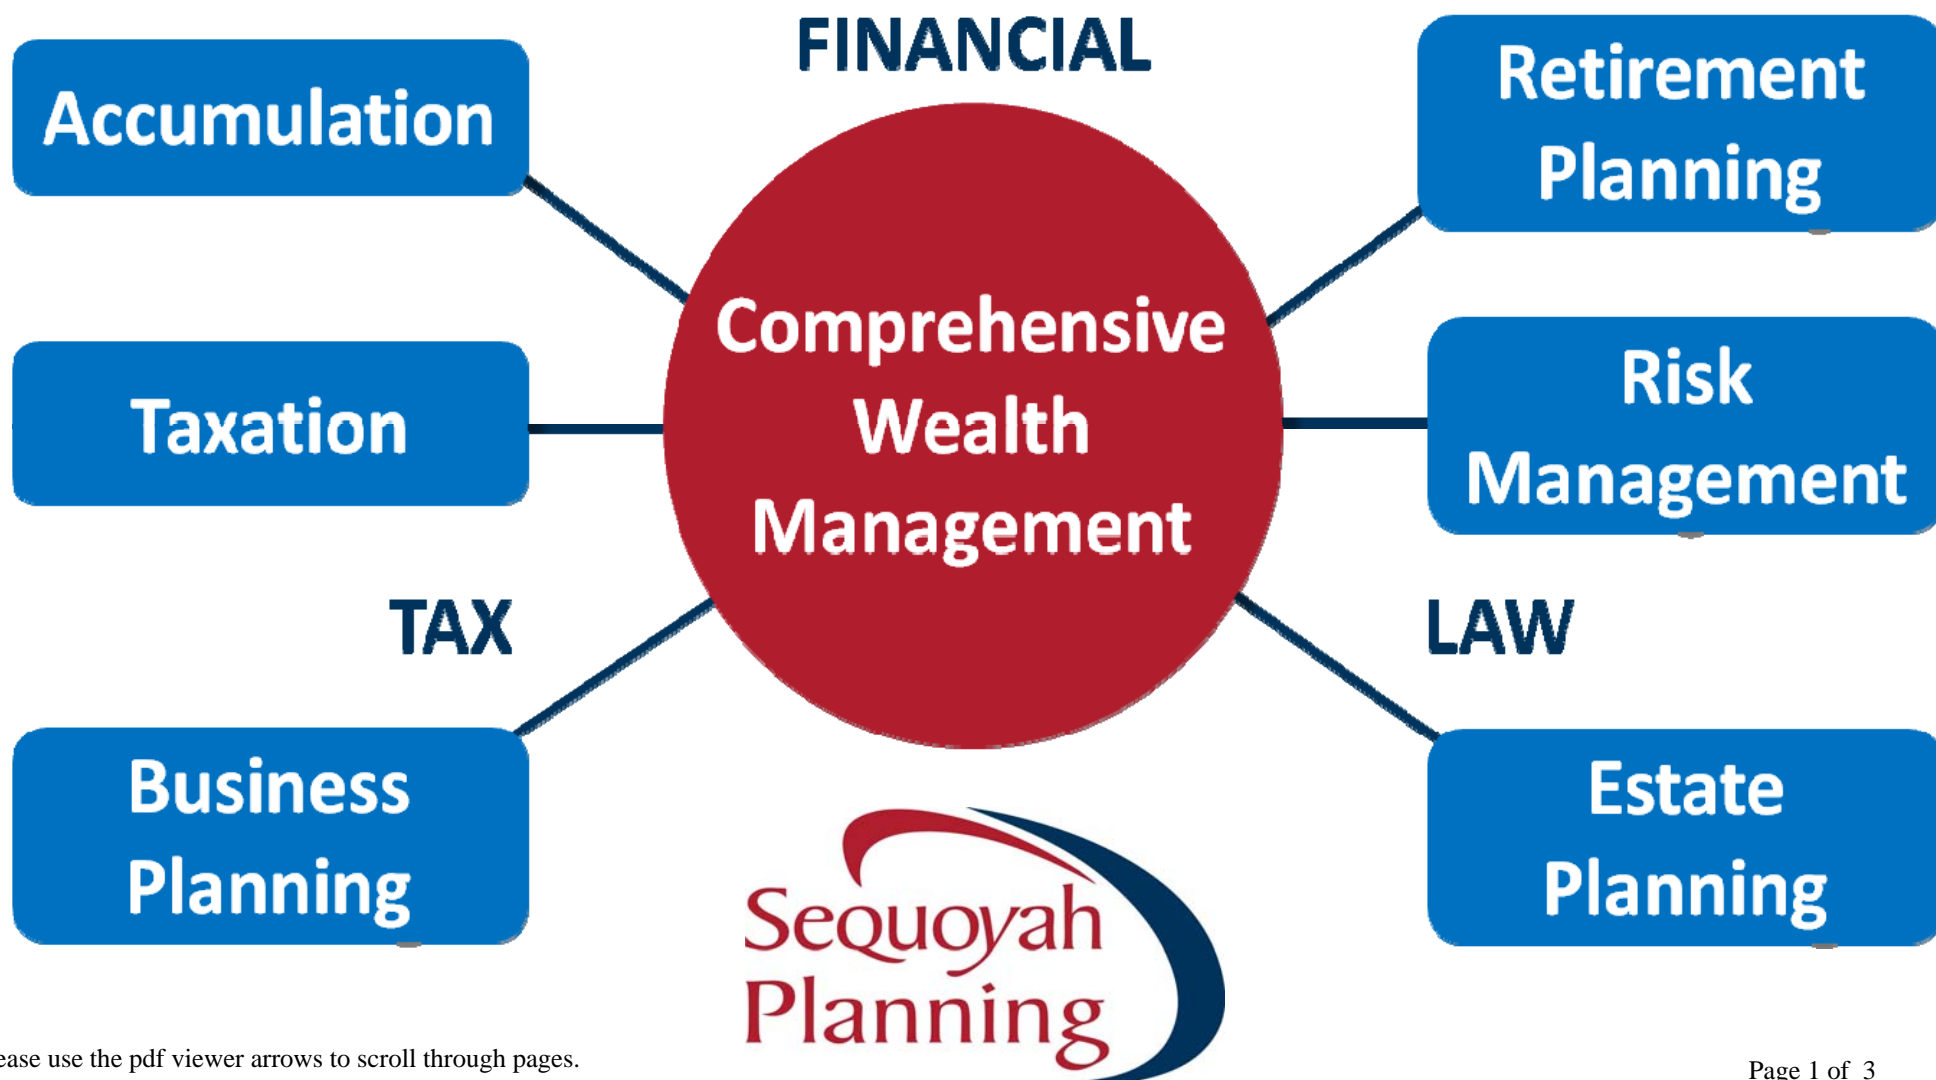 FINANCIAL
Accumulation
Retirement
Planning
Comprehensive
Wealth
Management
Taxation
Risk
Management
TAX
LAW
Business
Planning
Estate
Planning
Sequoyah
Planning
ease use the pdf viewer arrows to scroll through pages.
Page 1 of 3